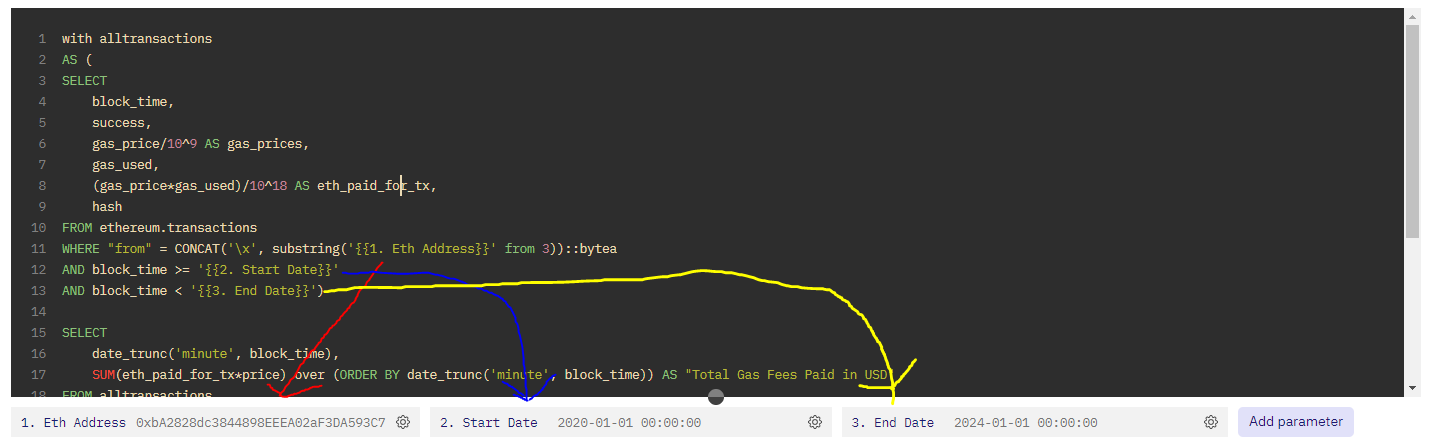 1 with alltransactions
2 AS (
3 SELECT
4 block_time,
5 success,
6 gas_price/10^9 AS gas_prices,
7 gas_used,
8 (gas_price*gas_used)/10^18 AS eth_paid_for_tx,
9 hash
10 FROM ethereum.transactions
11 WHERE "from" = CONCAT('\x', substring('{{1. Eth Address}}' from 3))::bytea
12 AND block_time >= '{{2. Start Date}}'
13 AND block_time < '{{3. End Date}}')
14
15 SELECT
16 date_trunc('minute', block_time),
17 SUM(eth_paid_for_tx*price) over (ORDER BY date_trunc('minute', block_time)) AS "Total Gas Fees Paid in USD
18 FROM alltransactions
1. Eth Address 0xbA2828dc3844898EEEA02aF3DA593C7 2. Start Date 2020-01-01 00:00:00 3. End Date 2024-01-01 00:00:00 Add parameter